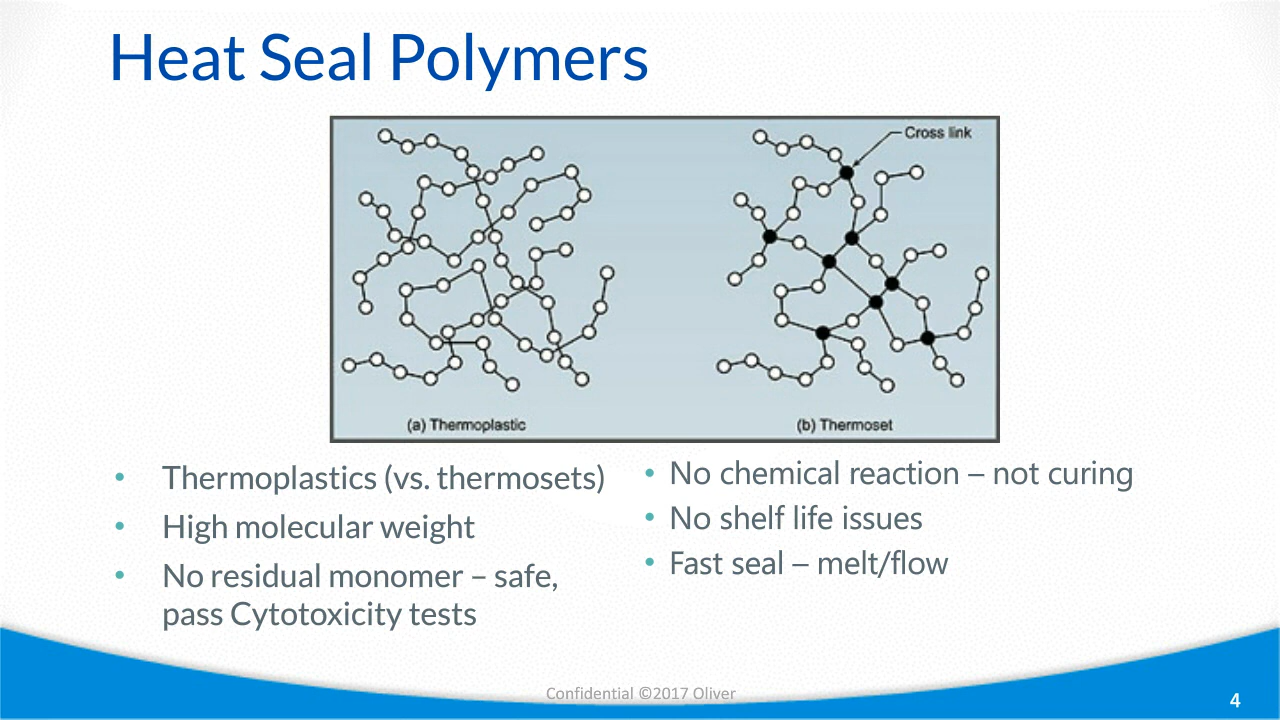 Heat Seal Polymers
Cross link
(a) Thermoplastic
(b) Thermoset
• Thermoplastics (vs. thermosets)
• High molecular weight
• No residual monomer – safe,
pass Cytotoxicity tests
• No chemical reaction – not curing
• No shelf life issues
• Fast seal – melt/flow
Confidential ©2017 Oliver
4